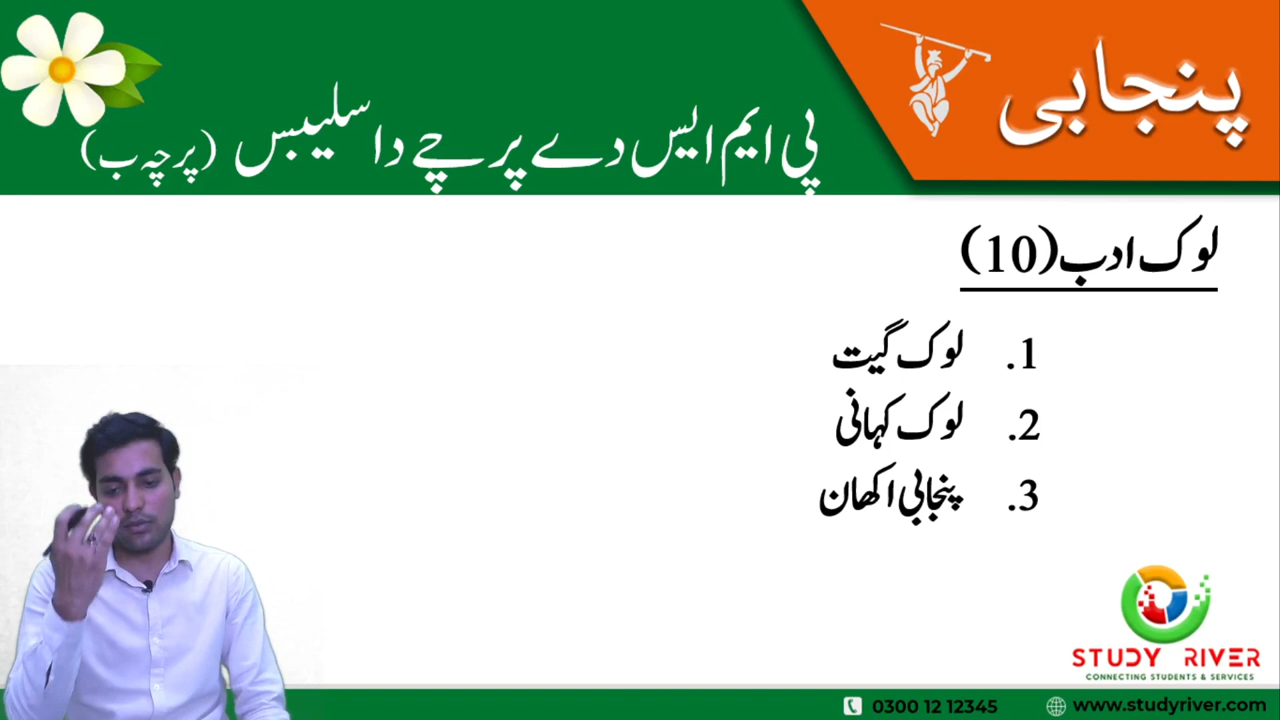 پنجابی
پی ایم ایس دے پرچے دا سلیبس (پرچہ ب)
لوک ادب (10)
1. لوک گیت
2. لوک کہانی
3. پنجابی اکھان
STUDY RIVER
CONNECTING STUDENTS & SERVICES
0300 12 12345 www.studyriver.com